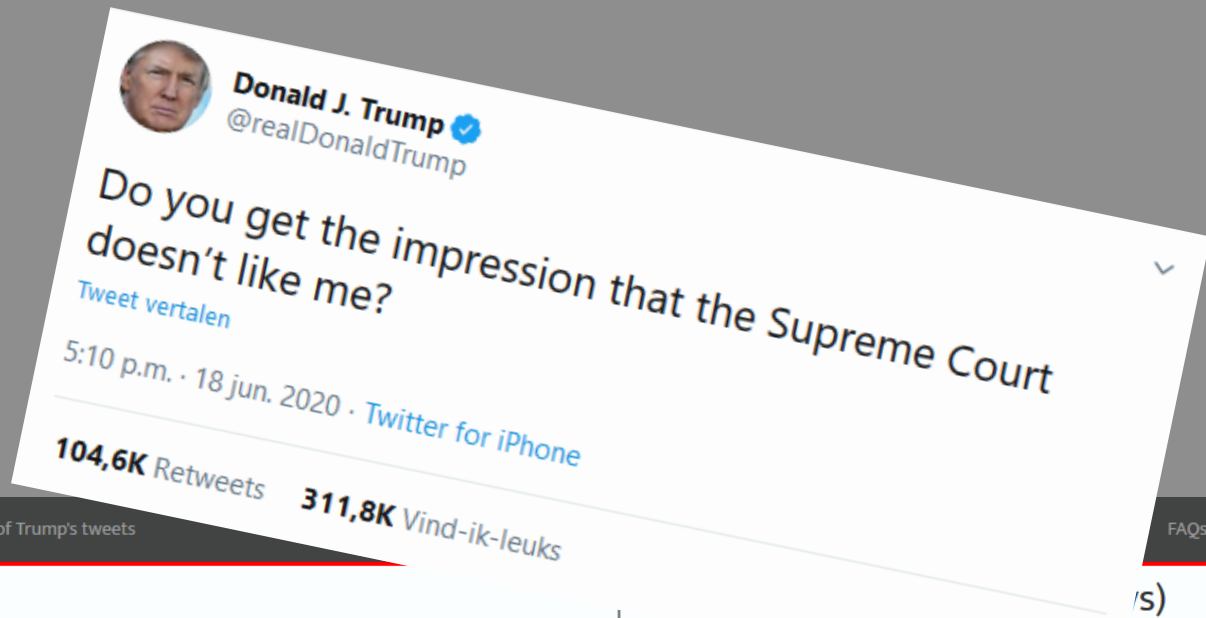 Donald J. Trump
@realDonaldTrump
Do you get the impression that the Supreme Court
doesn't like me?
Tweet vertalen
5:10 p.m. · 18 jun. 2020 · Twitter for iPhone
104,6K Retweets 311,8K Vind-ik-leuks
of Trump's tweets
FAQs